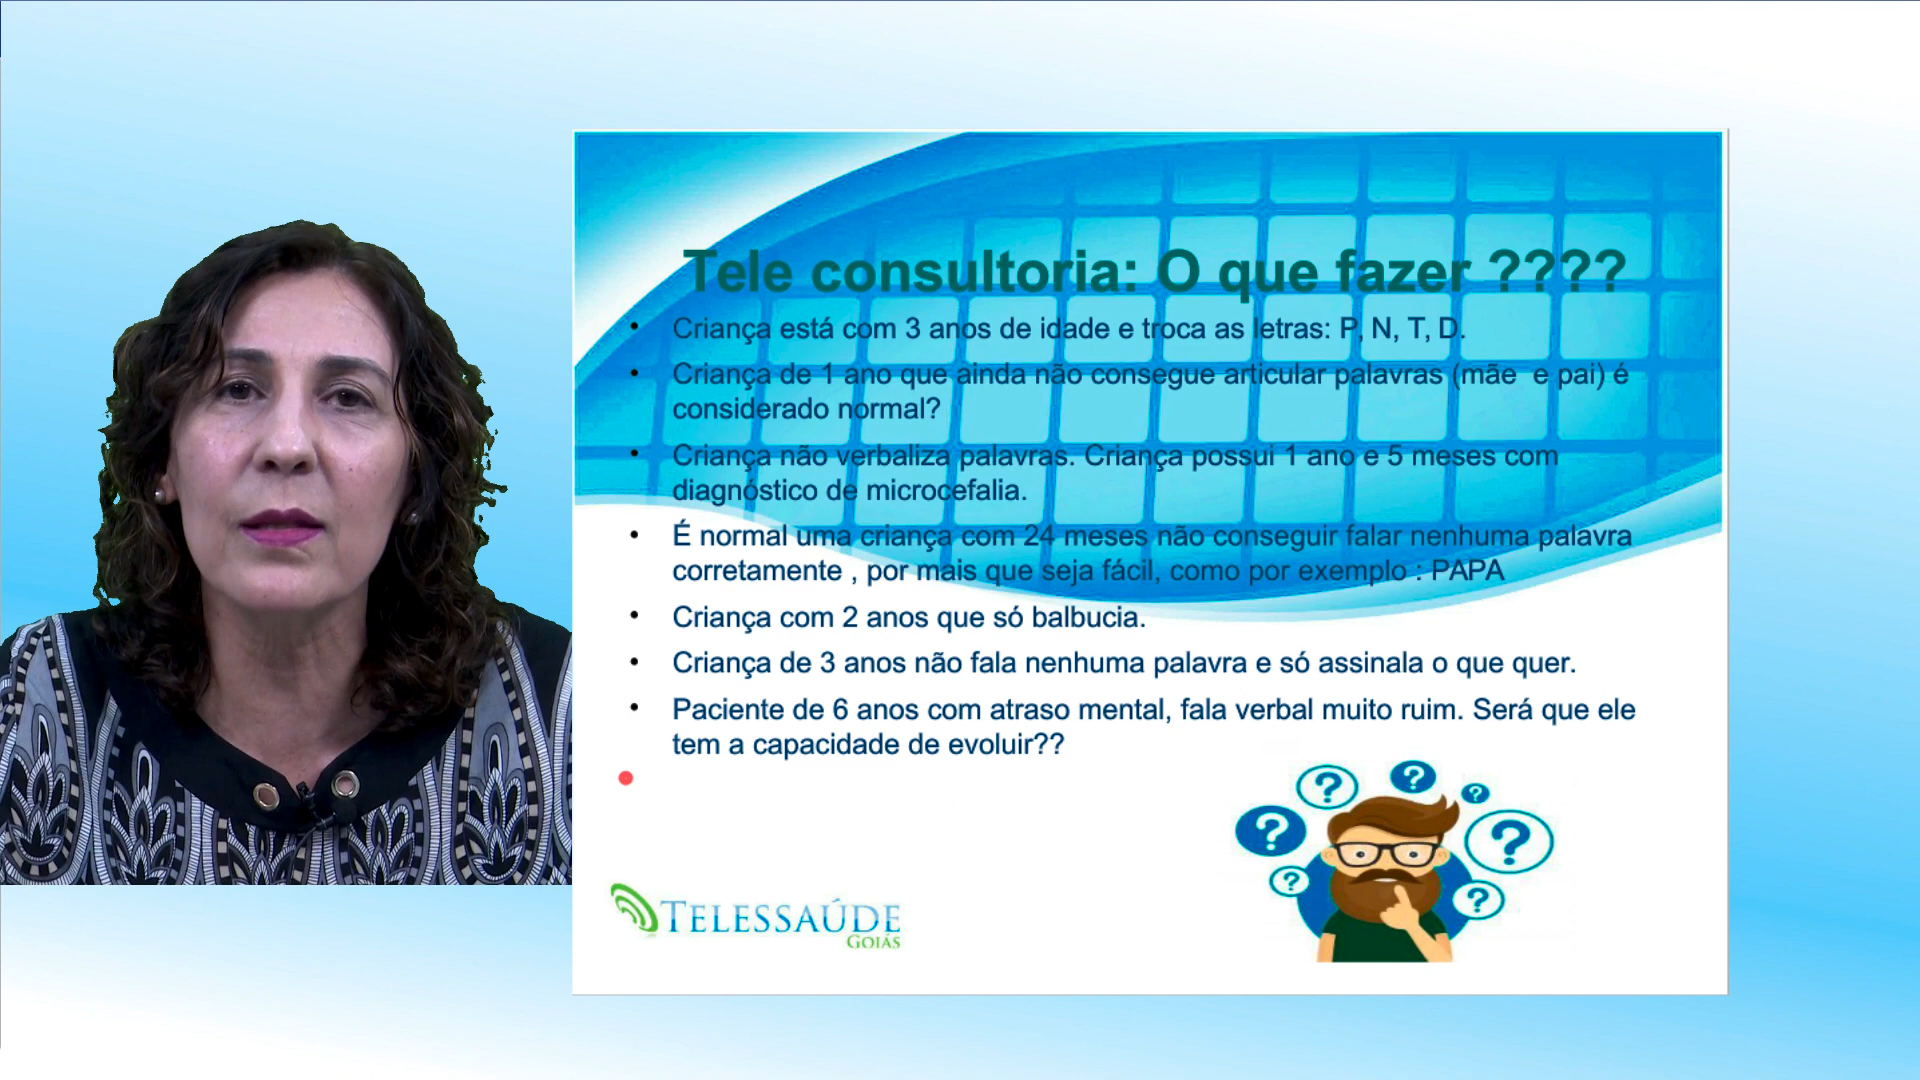 Tele consultoria: O que fazer ????
• Criança está com 3 anos de idade e troca as letras: P, N, T, D.
• Criança de 1 ano que ainda não consegue articular palavras (mãe e pai) é
considerado normal?
• Criança não verbaliza palavras. Criança possui 1 ano e 5 meses com
diagnóstico de microcefalia.
• É normal uma criança com 24 meses não conseguir falar nenhuma palavra
corretamente , por mais que seja fácil, como por exemplo : PAPA
• Criança com 2 anos que só balbucia.
• Criança de 3 anos não fala nenhuma palavra e só assinala o que quer.
• Paciente de 6 anos com atraso mental, fala verbal muito ruim. Será que ele
tem a capacidade de evoluir??
? ? ?
? ?
? ?
TELESSAÚDE
GOIÁS